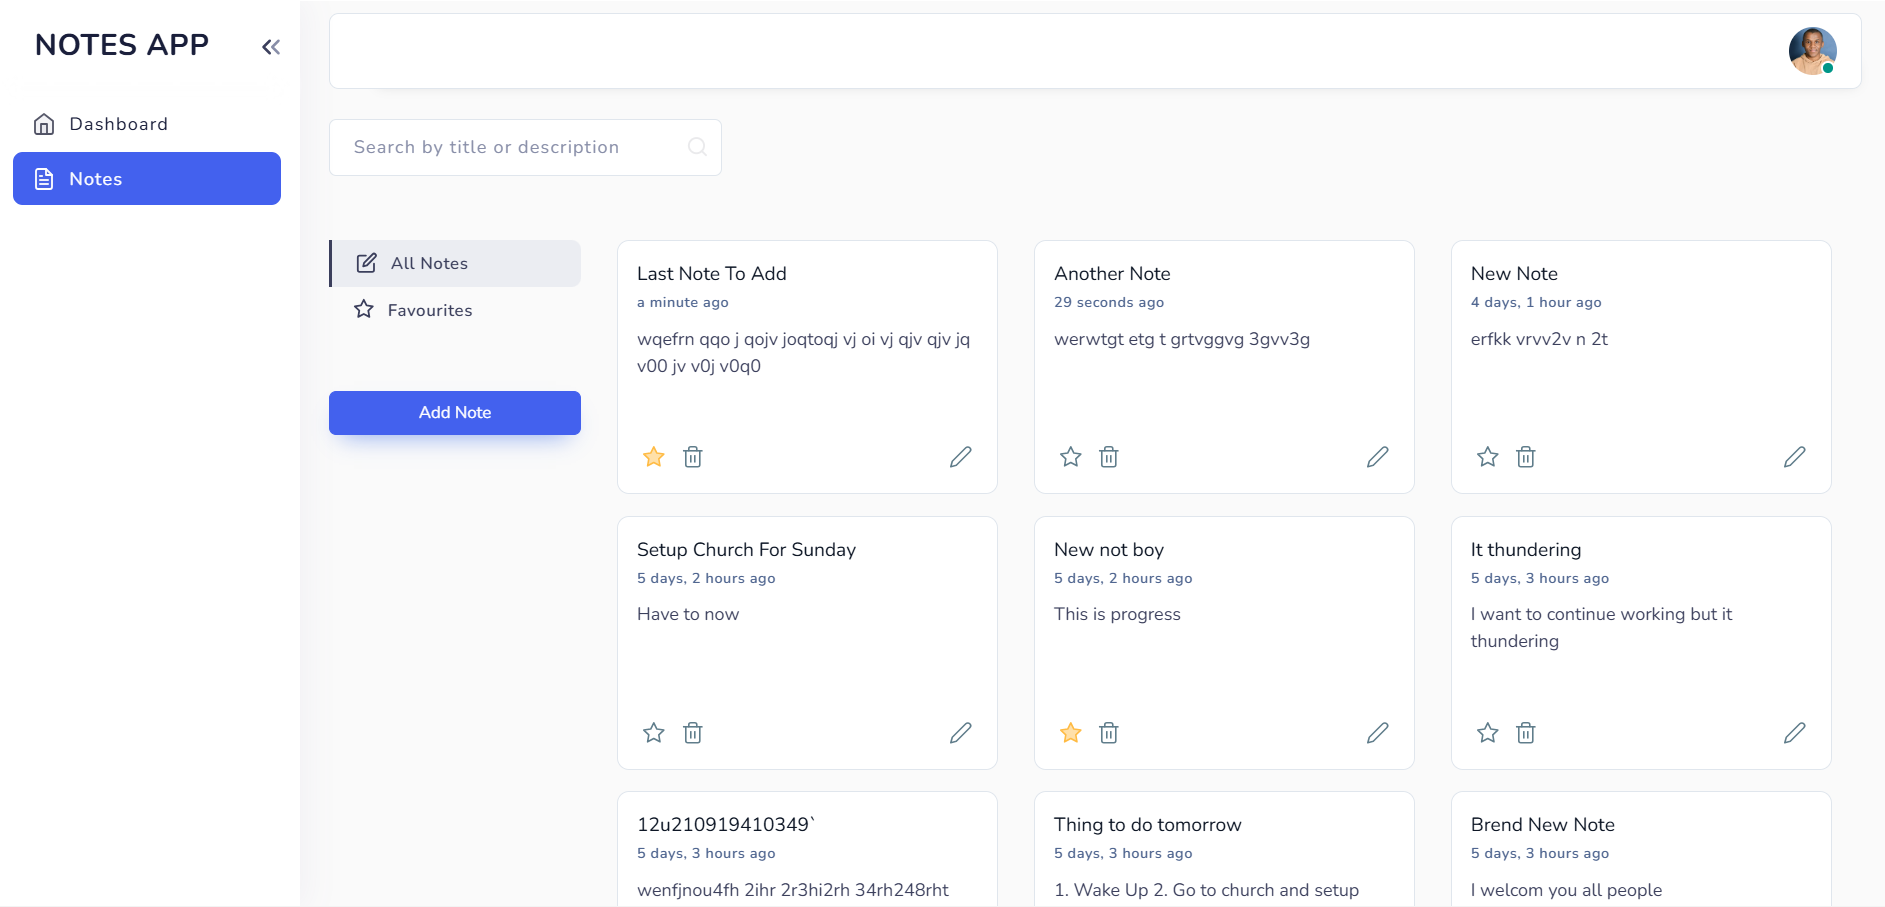 NOTES APP
Dashboard
Notes
Search by title or description
All Notes
Favourites
Add Note
Last Note To Add
a minute ago
wqefrn qqo j qojv joqtoqj vj oi vj qjv qjv jq
v00 jv v0j v0q0
Another Note
29 seconds ago
werwtgt etg t grtvggvg 3gvv3g
New Note
4 days, 1 hour ago
erfkk vrvv2v n 2t
Setup Church For Sunday
5 days, 2 hours ago
Have to now
New not boy
5 days, 2 hours ago
This is progress
It thundering
5 days, 3 hours ago
I want to continue working but it
thundering
12u210919410349`
5 days, 3 hours ago
wenfjnou4fh 2ihr 2r3hi2rh 34rh248rht
Thing to do tomorrow
5 days, 3 hours ago
1. Wake Up 2. Go to church and setup
Brend New Note
5 days, 3 hours ago
I welcom you all people